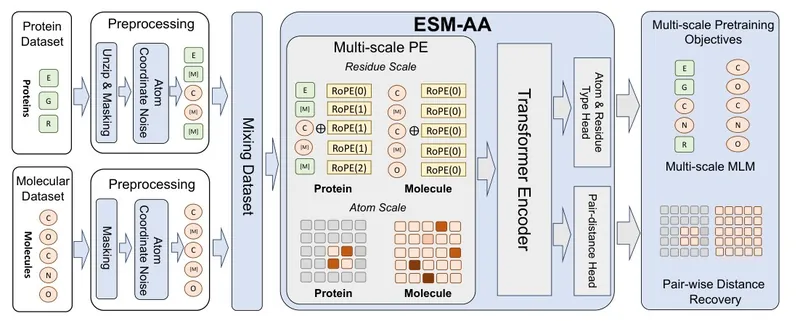 Protein
Dataset
E
G
R
Proteins
Preprocessing
Unzip & Masking
Atom
Coordinate Noise
E
[M]
C
[M]
[M]
Molecular
Dataset
C
O
C
N
O
Molecules
Preprocessing
Masking
Atom
Coordinate Noise
C
[M]
C
[M]
O
Mixing Dataset
ESM-AA
Multi-scale PE
Residue Scale
E
[M]
C
[M]
[M]
⊕
RoPE(0)
RoPE(1)
RoPE(1)
RoPE(1)
RoPE(2)
Protein
C
[M]
C
[M]
O
⊕
RoPE(0)
RoPE(0)
RoPE(0)
RoPE(0)
RoPE(0)
Molecule
Atom Scale
Protein
Molecule
Transformer Encoder
Atom & Residue
Type Head
Pair-distance Head
Multi-scale Pretraining
Objectives
E
G
C
N
R
C
O
C
N
O
Multi-scale MLM
Pair-wise Distance
Recovery